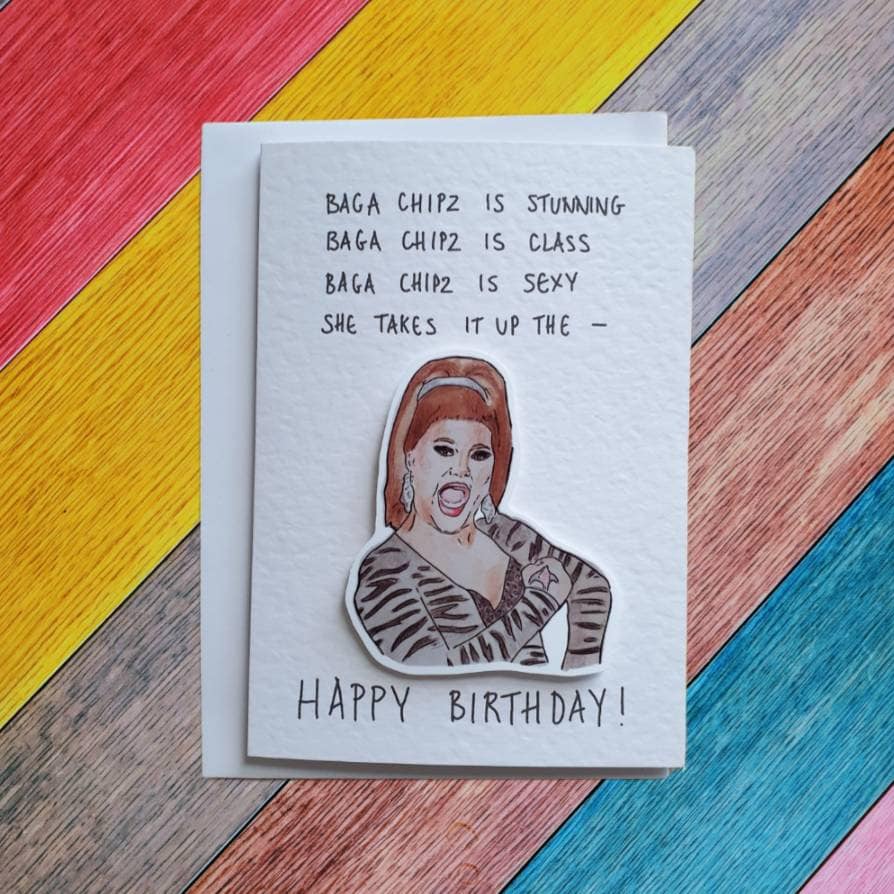 BAGA CHIPZ IS STUNNING
BAGA CHIPZ IS CLASS
BAGA CHIPZ IS SEXY
SHE TAKES IT UP THE –
HAPPY BIRTHDAY!